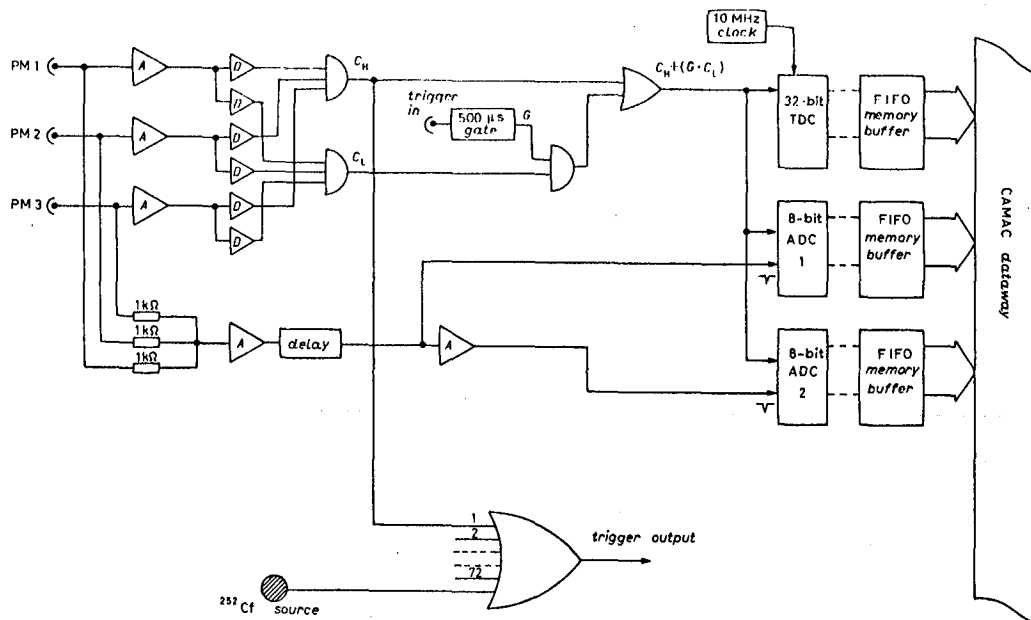 10 MHz
clock
PM 1
A
D
C_H
C_H+(G·C_L)
D
trigger
in
500 μs
gate
G
32-bit
TDC
FIFO
memory
buffer
PM 2
A
D
D
C_L
PM 3
A
D
D
8-bit
ADC
1
FIFO
memory
buffer
CAMAC dataway
1kΩ
1kΩ
1kΩ
A
delay
A
8-bit
ADC
2
FIFO
memory
buffer
1
2
72
trigger output
²⁵²Cf source